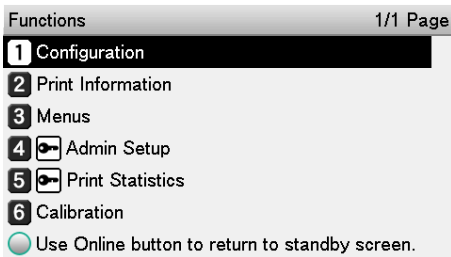 Functions 1/1 Page
1 Configuration
2 Print Information
3 Menus
4 Admin Setup
5 Print Statistics
6 Calibration
Use Online button to return to standby screen.